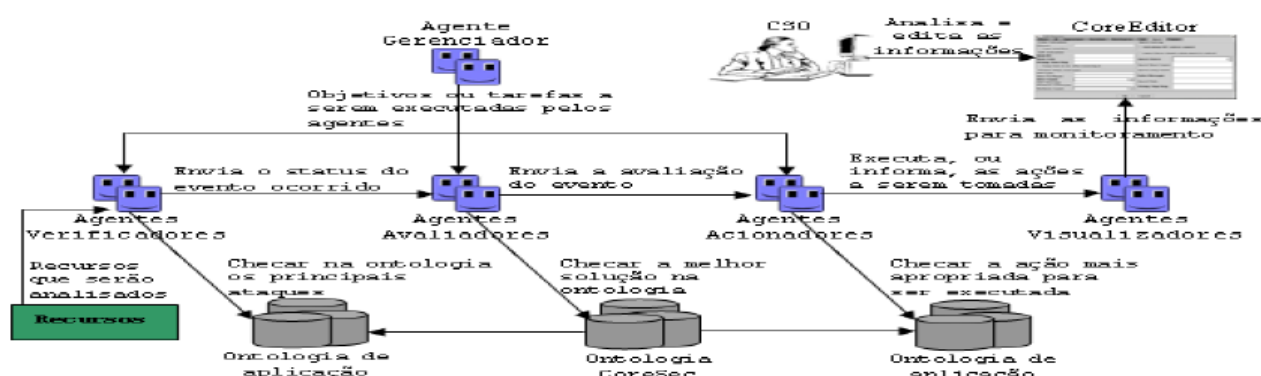 Agente
Gerenciador
CSO
Analisa e
edita as
informações
CoreEditor
Objetivos ou tarefas a
serem executadas pelos
agentes
Envia as informações
para monitoramento
Envia o status do
evento ocorrido
Envia a avaliação
do evento
Executa, ou
informa, as ações
a serem tomadas
Agentes
Verificadores
Agentes
Avaliadores
Agentes
Acionadores
Agentes
Visualizadores
Recursos
que serão
analisados
Checar na ontologia
os principais
ataques
Checar a melhor
solução na
ontologia
Checar a ação mais
apropriada para
ser executada
Recursos
Ontologia de
aplicação
Ontologia
CoreSec
Ontologia de
aplicação